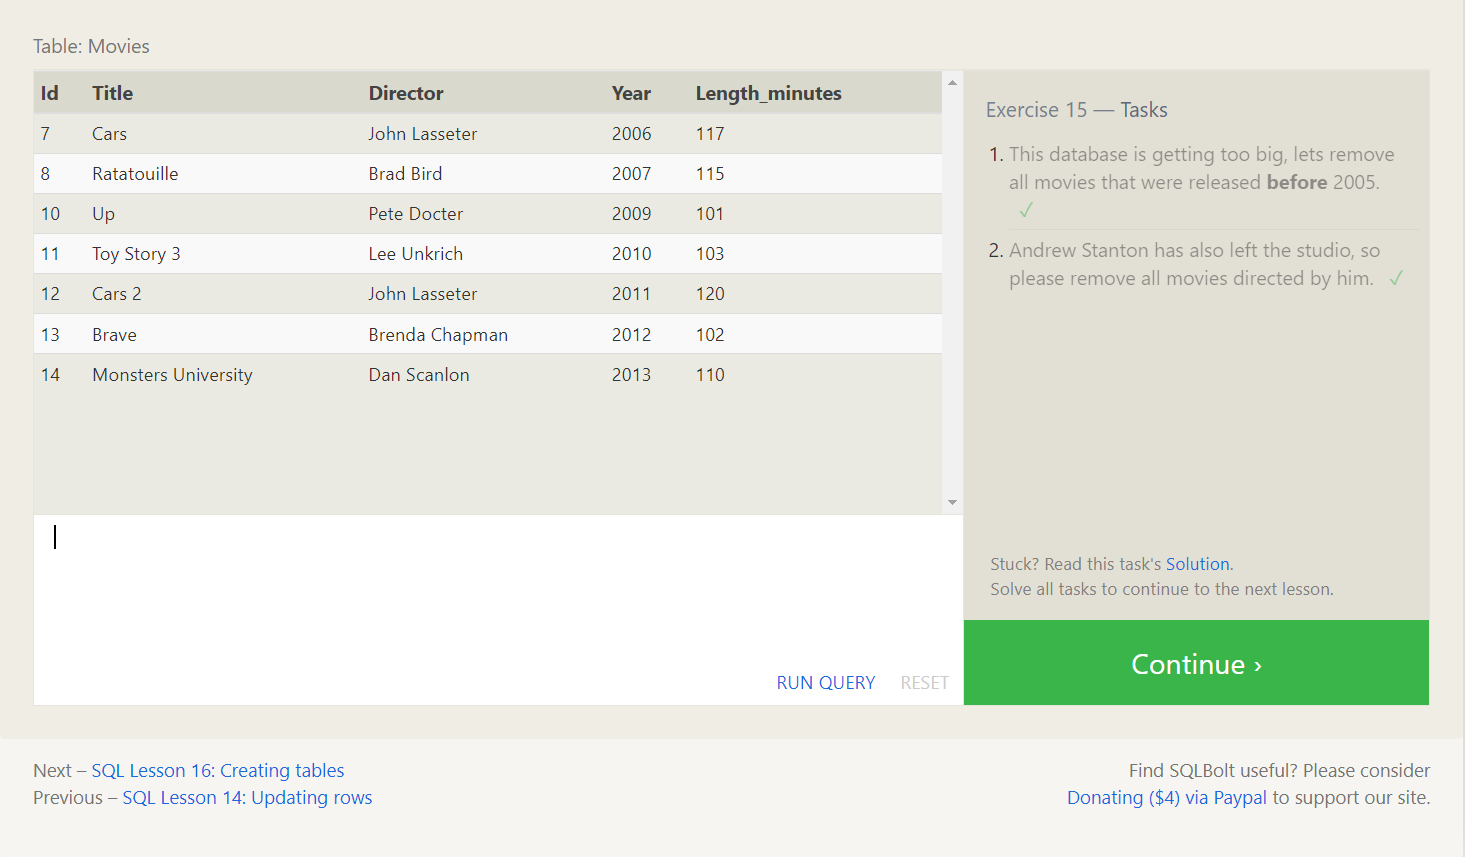 Table: Movies
Id Title Director Year Length_minutes
7 Cars John Lasseter 2006 117
8 Ratatouille Brad Bird 2007 115
10 Up Pete Docter 2009 101
11 Toy Story 3 Lee Unkrich 2010 103
12 Cars 2 John Lasseter 2011 120
13 Brave Brenda Chapman 2012 102
14 Monsters University Dan Scanlon 2013 110
RUN QUERY RESET
Exercise 15 — Tasks
1. This database is getting too big, lets remove
all movies that were released before 2005.
✓
2. Andrew Stanton has also left the studio, so
please remove all movies directed by him. ✓
Stuck? Read this task's Solution.
Solve all tasks to continue to the next lesson.
Continue ›
Next – SQL Lesson 16: Creating tables
Previous – SQL Lesson 14: Updating rows
Find SQLBolt useful? Please consider
Donating ($4) via Paypal to support our site.